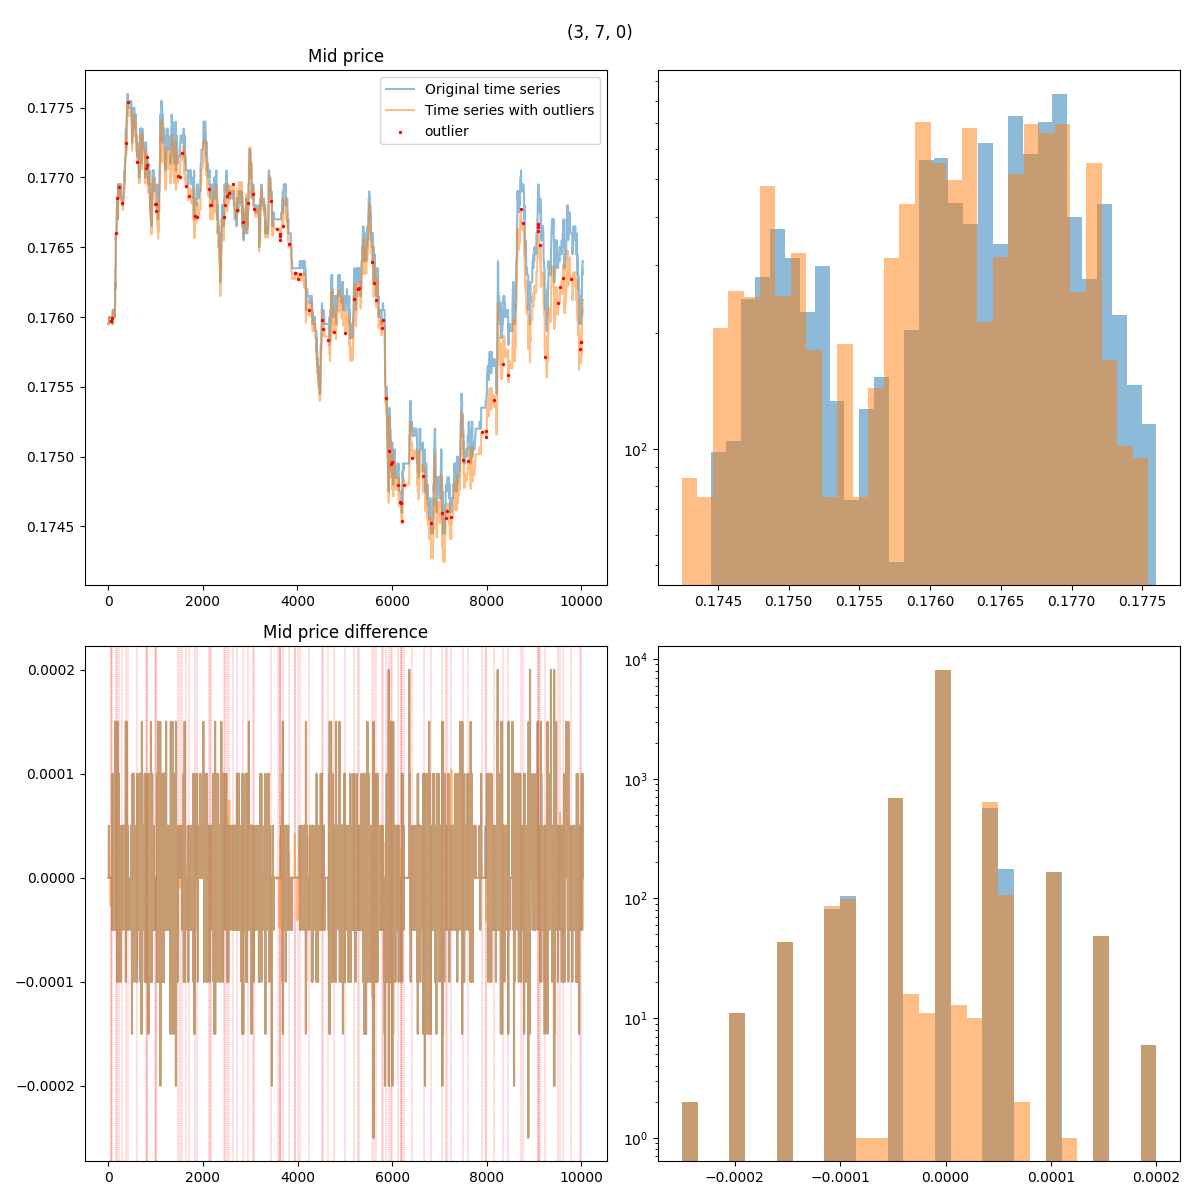 (3, 7, 0)
Mid price
Original time series
Time series with outliers
outlier
0.1775
0.1770
0.1765
0.1760
0.1755
0.1750
0.1745
0 2000 4000 6000 8000 10000
10²
0.1745 0.1750 0.1755 0.1760 0.1765 0.1770 0.1775
Mid price difference
0.0002
0.0001
0.0000
−0.0001
−0.0002
0 2000 4000 6000 8000 10000
10⁴
10³
10²
10¹
10⁰
−0.0002 −0.0001 0.0000 0.0001 0.0002